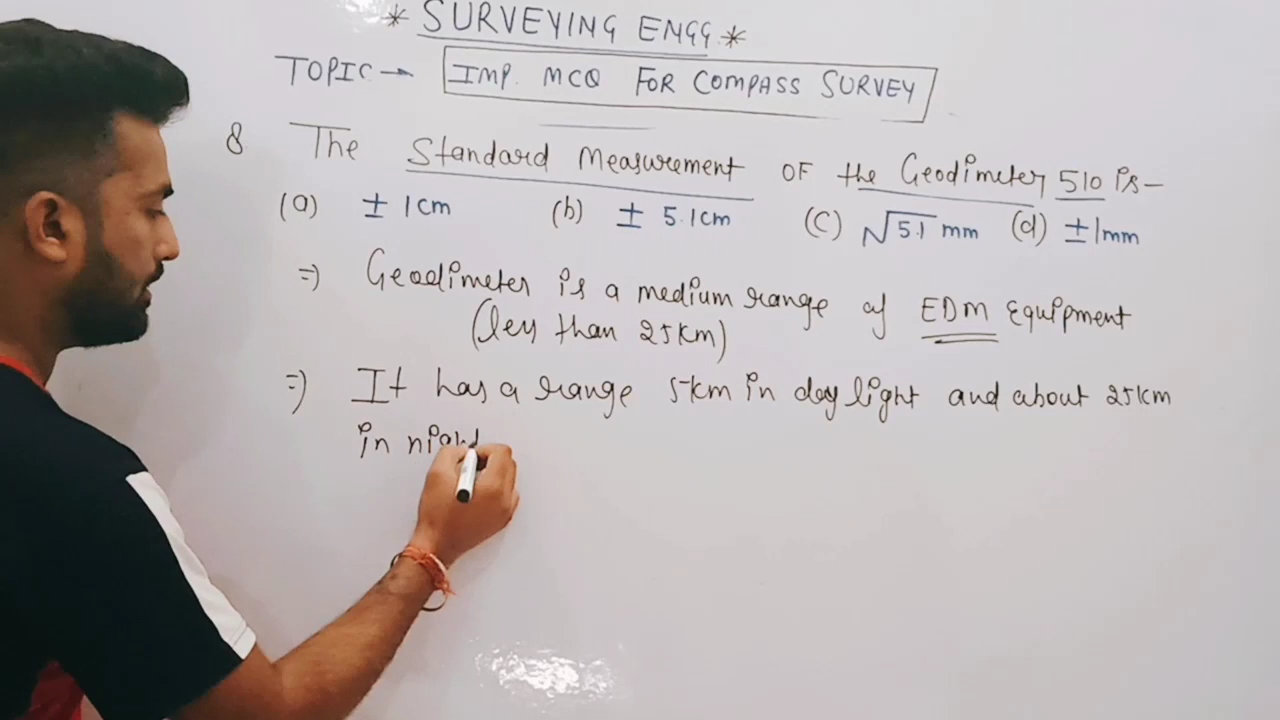 * SURVEYING ENGG *
TOPIC → IMP. MCQ FOR COMPASS SURVEY
8 The Standard Measurement OF the Geodimeter 510 is-
(a) ± 1cm (b) ± 5.1cm (C) √5.1 mm (d) ±1mm
=) Geodimeter is a medium range of EDM Equipment
(less than 25km)
=) It has a range 5km in day light and about 25km
in nigh